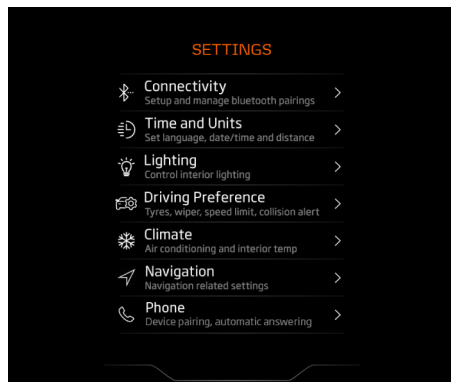 SETTINGS
Connectivity
Setup and manage bluetooth pairings
Time and Units
Set language, date/time and distance
Lighting
Control interior lighting
Driving Preference
Tyres, wiper, speed limit, collision alert
Climate
Air conditioning and interior temp
Navigation
Navigation related settings
Phone
Device pairing, automatic answering